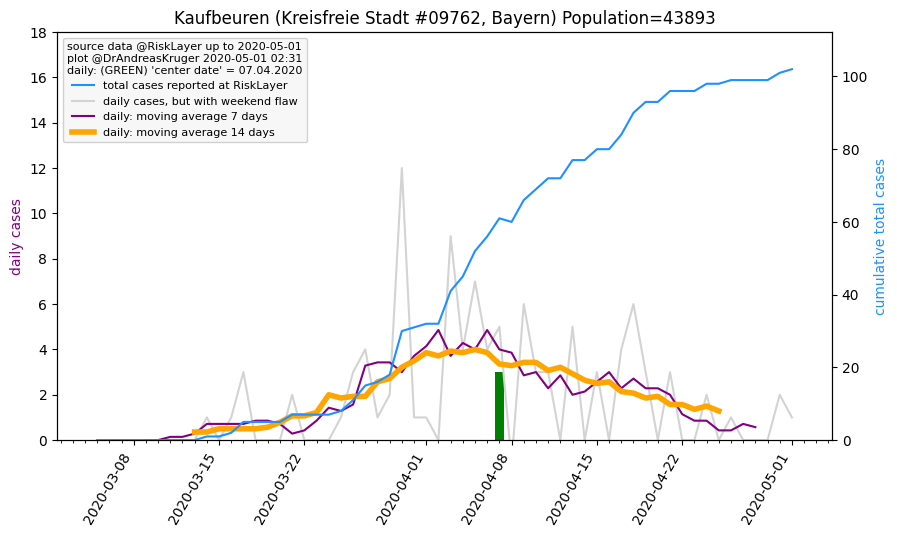 Kaufbeuren (Kreisfreie Stadt #09762, Bayern) Population=43893
source data @RiskLayer up to 2020-05-01
plot @DrAndreasKruger 2020-05-01 02:31
daily: (GREEN) 'center date' = 07.04.2020
total cases reported at RiskLayer
daily cases, but with weekend flaw
daily: moving average 7 days
daily: moving average 14 days
daily cases
18
16
14
12
10
8
6
4
2
0
cumulative total cases
100
80
60
40
20
0
2020-03-08
2020-03-15
2020-03-22
2020-04-01
2020-04-08
2020-04-15
2020-04-22
2020-05-01